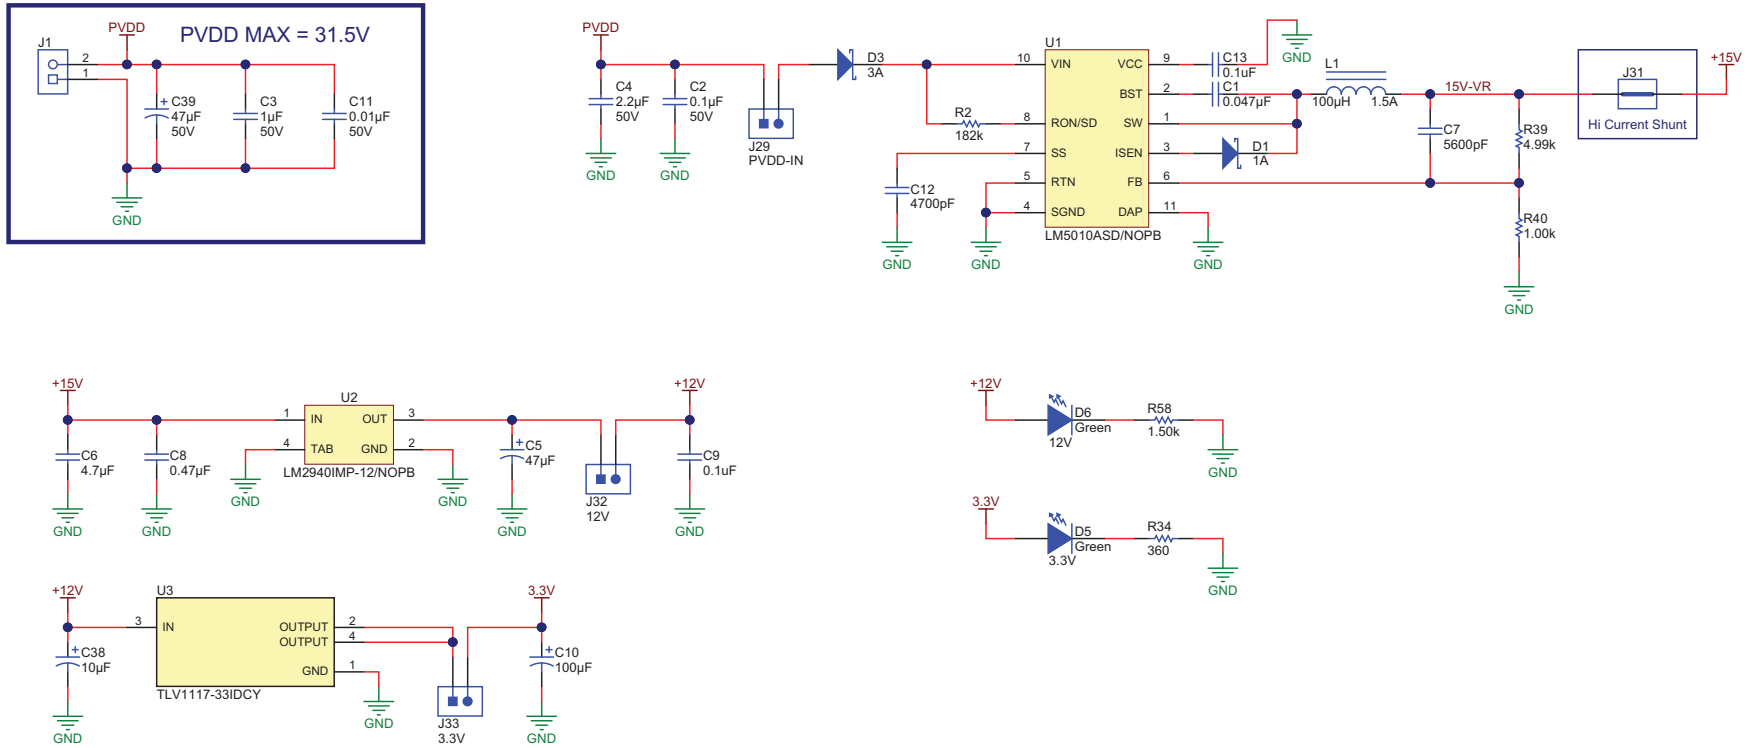 PVDD
PVDD MAX = 31.5V
J1
2
1
+
C39
47µF
50V
C3
1µF
50V
C11
0.01µF
50V
GND
PVDD
C4
2.2µF
50V
C2
0.1µF
50V
GND
GND
J29
PVDD-IN
D3
3A
R2
182k
C12
4700pF
GND
GND
U1
10 VIN
8 RON/SD
7 SS
5 RTN
4 SGND
VCC 9
BST 2
SW 1
ISEN 3
FB 6
DAP 11
LM5010ASD/NOPB
GND
C13
0.1uF
GND
C1
0.047µF
D1
1A
L1
100µH 1.5A
15V-VR
C7
5600pF
R39
4.99k
R40
1.00k
GND
J31
Hi Current Shunt
+15V
+15V
C6
4.7µF
GND
C8
0.47µF
GND
U2
1 IN OUT 3
4 TAB GND 2
LM2940IMP-12/NOPB
GND
GND
+
C5
47µF
GND
J32
12V
+12V
C9
0.1uF
GND
+12V
D6
Green
12V
R58
1.50k
GND
3.3V
D5
Green
3.3V
R34
360
GND
+12V
+
C38
10µF
GND
U3
3 IN
OUTPUT 2
OUTPUT 4
GND 1
TLV1117-33IDCY
GND
J33
3.3V
3.3V
+
C10
100µF
GND